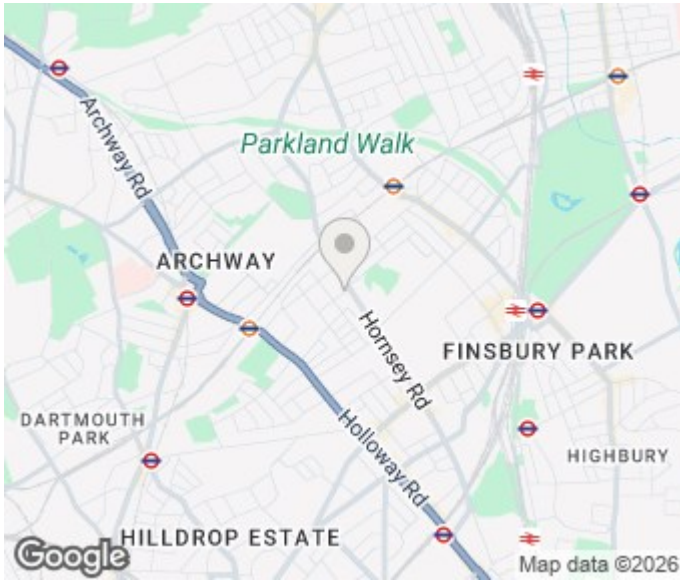 Archway Rd
Parkland Walk
ARCHWAY
Hornsey Rd
FINSBURY PARK
DARTMOUTH
PARK
Holloway Rd
HIGHBURY
HILLDROP ESTATE
Google
Map data ©2026